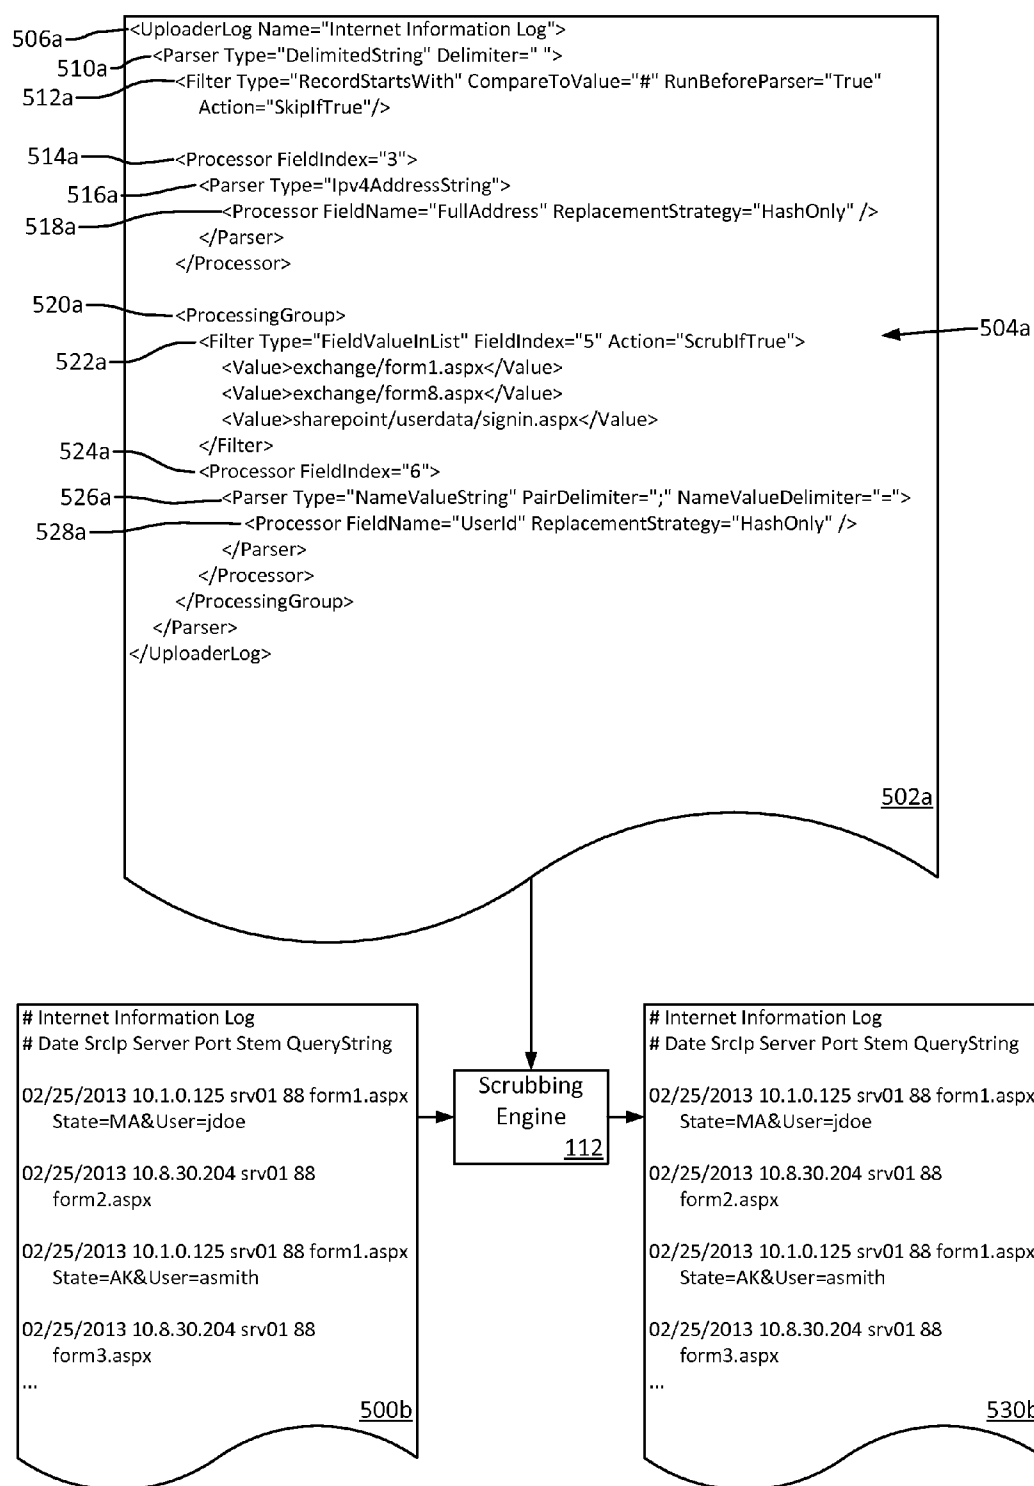 506a
<UploaderLog Name="Internet Information Log">
510a
<Parser Type="DelimitedString" Delimiter=" ">
512a
<Filter Type="RecordStartsWith" CompareToValue="#" RunBeforeParser="True"
Action="SkipIfTrue"/>
514a
<Processor FieldIndex="3">
516a
<Parser Type="Ipv4AddressString">
518a
<Processor FieldName="FullAddress" ReplacementStrategy="HashOnly" />
</Parser>
</Processor>
520a
<ProcessingGroup>
504a
522a
<Filter Type="FieldValueInList" FieldIndex="5" Action="ScrubIfTrue">
<Value>exchange/form1.aspx</Value>
<Value>exchange/form8.aspx</Value>
<Value>sharepoint/userdata/signin.aspx</Value>
</Filter>
524a
<Processor FieldIndex="6">
526a
<Parser Type="NameValueString" PairDelimiter=";" NameValueDelimiter="=">
528a
<Processor FieldName="UserId" ReplacementStrategy="HashOnly" />
</Parser>
</Processor>
</ProcessingGroup>
</Parser>
</UploaderLog>
502a
# Internet Information Log
# Date SrcIp Server Port Stem QueryString
02/25/2013 10.1.0.125 srv01 88 form1.aspx
State=MA&User=jdoe
02/25/2013 10.8.30.204 srv01 88
form2.aspx
02/25/2013 10.1.0.125 srv01 88 form1.aspx
State=AK&User=asmith
02/25/2013 10.8.30.204 srv01 88
form3.aspx
...
500b
Scrubbing
Engine
112
# Internet Information Log
# Date SrcIp Server Port Stem QueryString
02/25/2013 10.1.0.125 srv01 88 form1.aspx
State=MA&User=jdoe
02/25/2013 10.8.30.204 srv01 88
form2.aspx
02/25/2013 10.1.0.125 srv01 88 form1.aspx
State=AK&User=asmith
02/25/2013 10.8.30.204 srv01 88
form3.aspx
...
530b